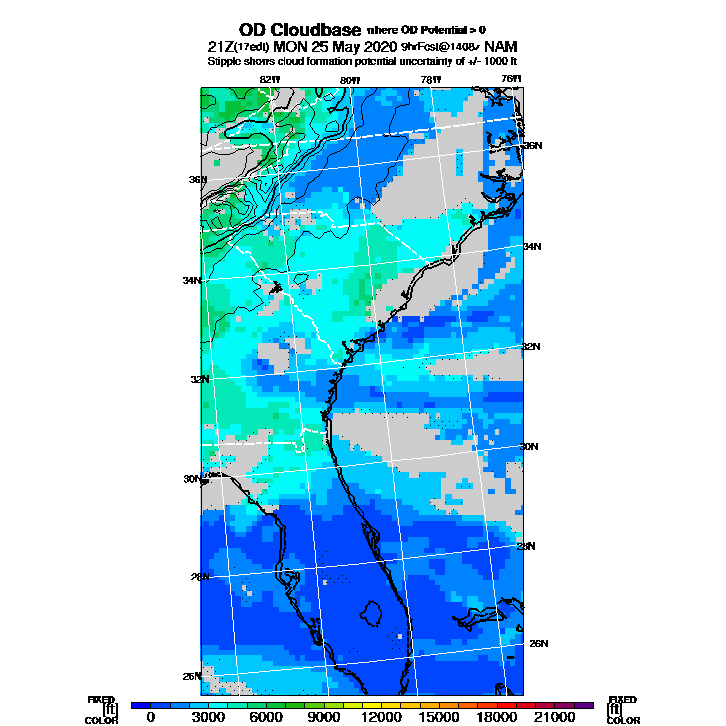 OD Cloudbase where OD Potential > 0
21Z(17edt) MON 25 May 2020 9hrFcst@1408z NAM
Stipple shows cloud formation potential uncertainty of +/- 1000 ft
82W 80W 78W 76W
36N 36N
34N 34N
32N 32N
30N 30N
28N 28N
26N 26N
FIXED FIXED
[ft] [ft]
COLOR COLOR
0 3000 6000 9000 12000 15000 18000 21000